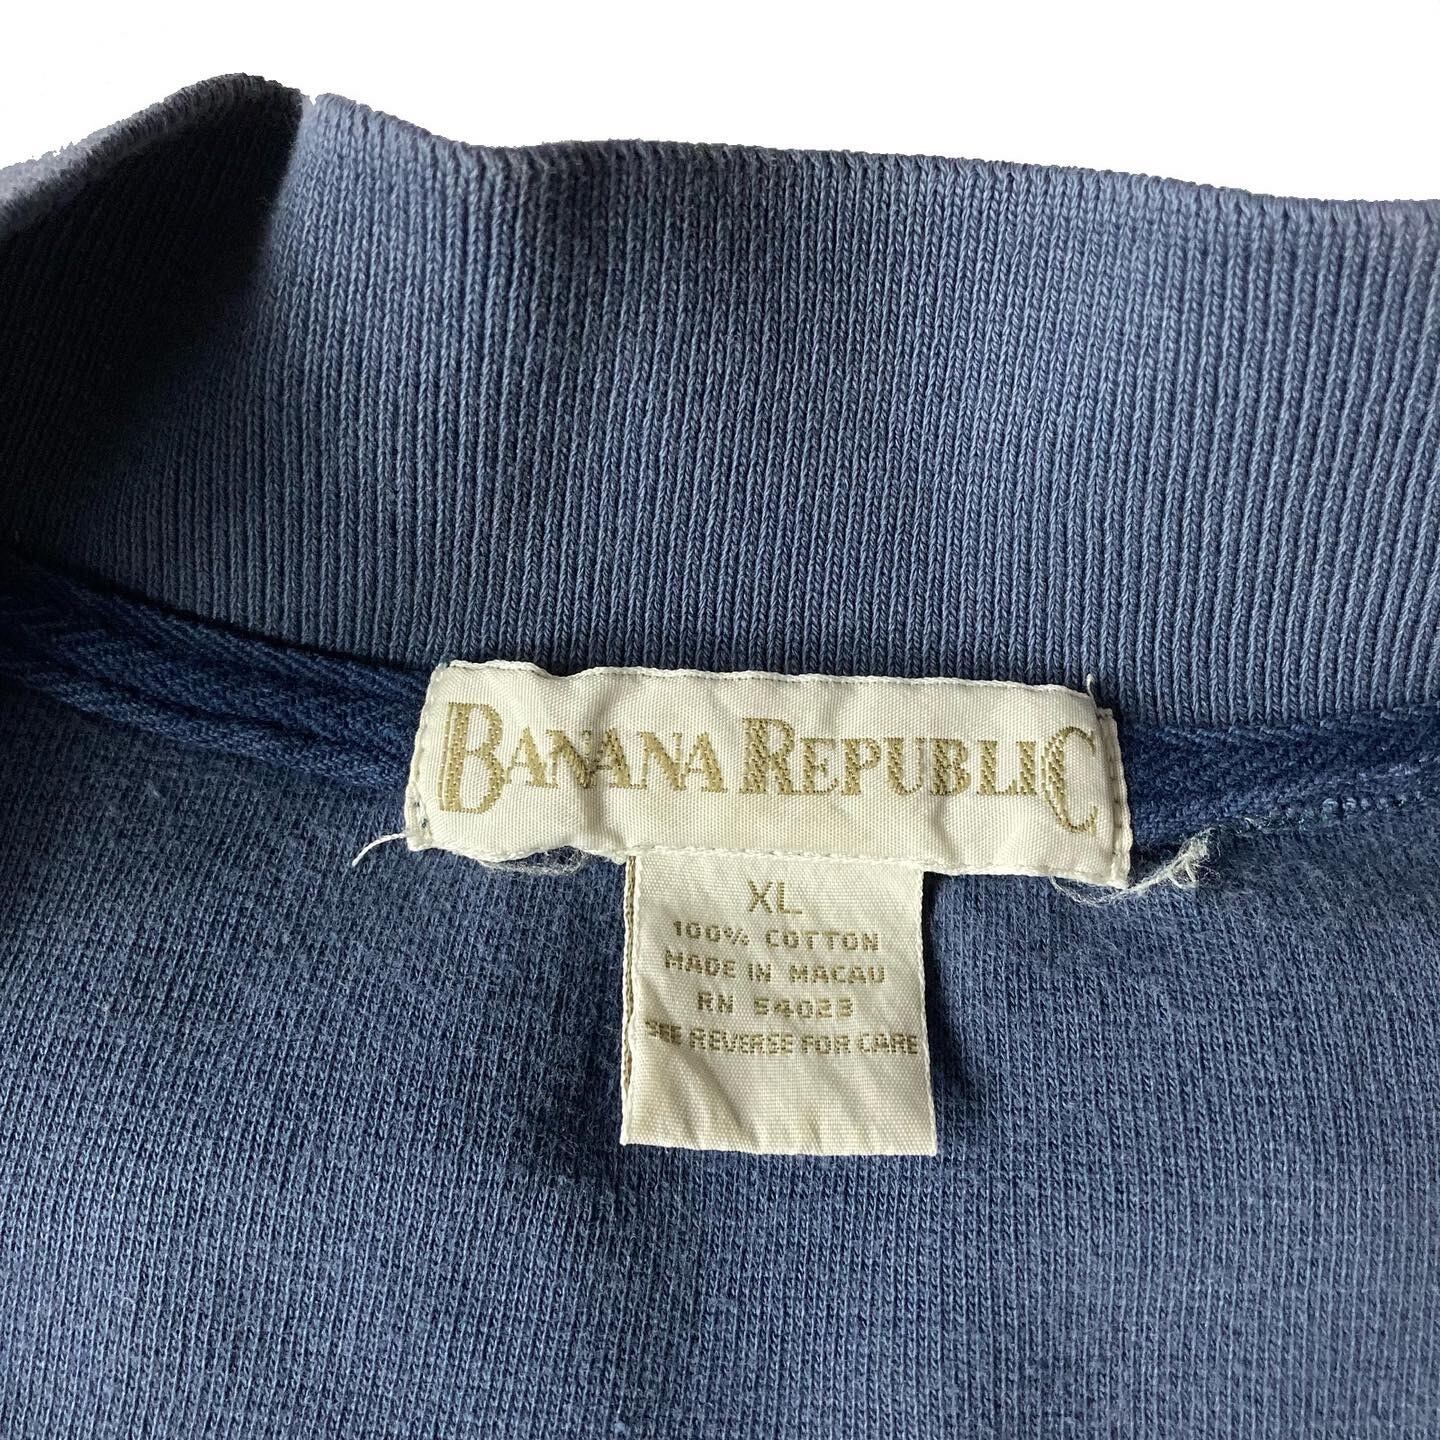 BANANA REPUBLIC
XL
100% COTTON
MADE IN MACAU
RN 54023
SEE REVERSE FOR CARE